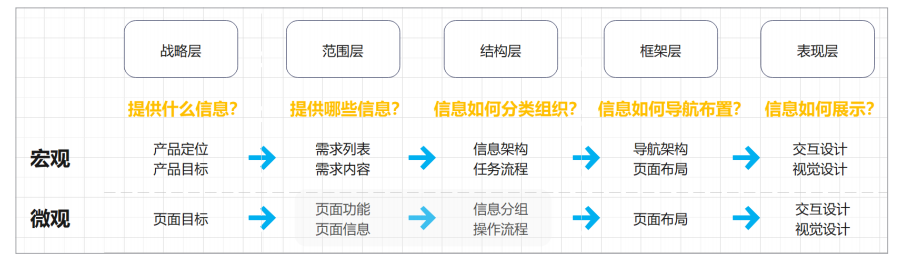 战略层
范围层
结构层
框架层
表现层
提供什么信息?
提供哪些信息?
信息如何分类组织?
信息如何导航布置?
信息如何展示?
宏观
产品定位
产品目标
需求列表
需求内容
信息架构
任务流程
导航架构
页面布局
交互设计
视觉设计
微观
页面目标
页面功能
页面信息
信息分组
操作流程
页面布局
交互设计
视觉设计